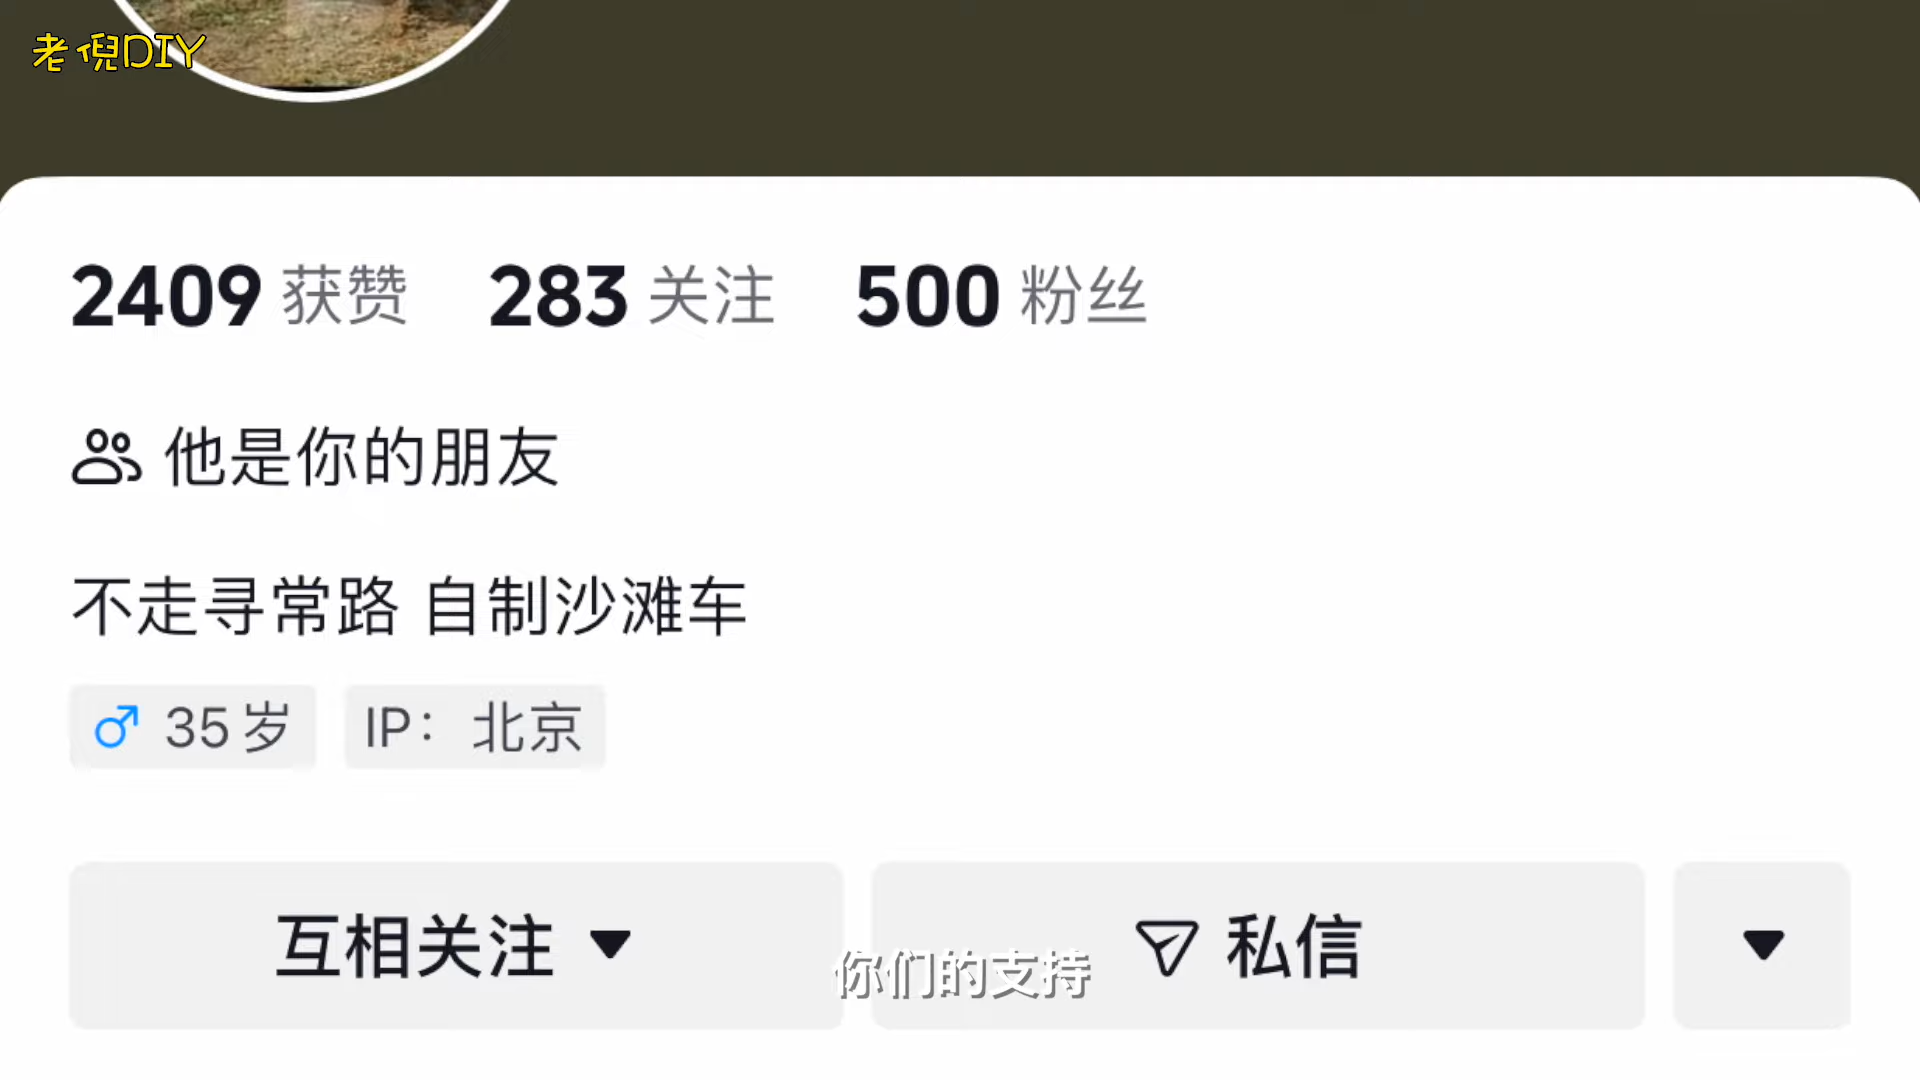 老倪DIY
2409 获赞 283 关注 500 粉丝
他是你的朋友
不走寻常路 自制沙滩车
35岁 IP： 北京
互相关注 私信
你们的支持